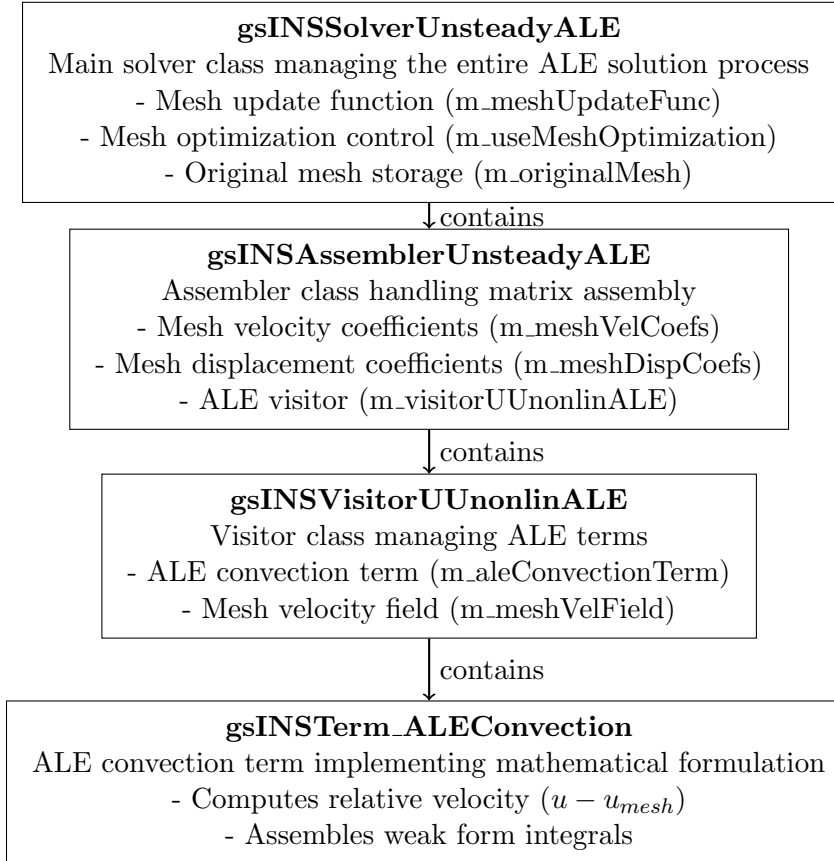 gsINSSolverUnsteadyALE
Main solver class managing the entire ALE solution process
- Mesh update function (m_meshUpdateFunc)
- Mesh optimization control (m_useMeshOptimization)
- Original mesh storage (m_originalMesh)
contains
gsINSAssemblerUnsteadyALE
Assembler class handling matrix assembly
- Mesh velocity coefficients (m_meshVelCoefs)
- Mesh displacement coefficients (m_meshDispCoefs)
- ALE visitor (m_visitorUUnonlinALE)
contains
gsINSVisitorUUnonlinALE
Visitor class managing ALE terms
- ALE convection term (m_aleConvectionTerm)
- Mesh velocity field (m_meshVelField)
contains
gsINSTerm_ALEConvection
ALE convection term implementing mathematical formulation
- Computes relative velocity (u − u_mesh)
- Assembles weak form integrals